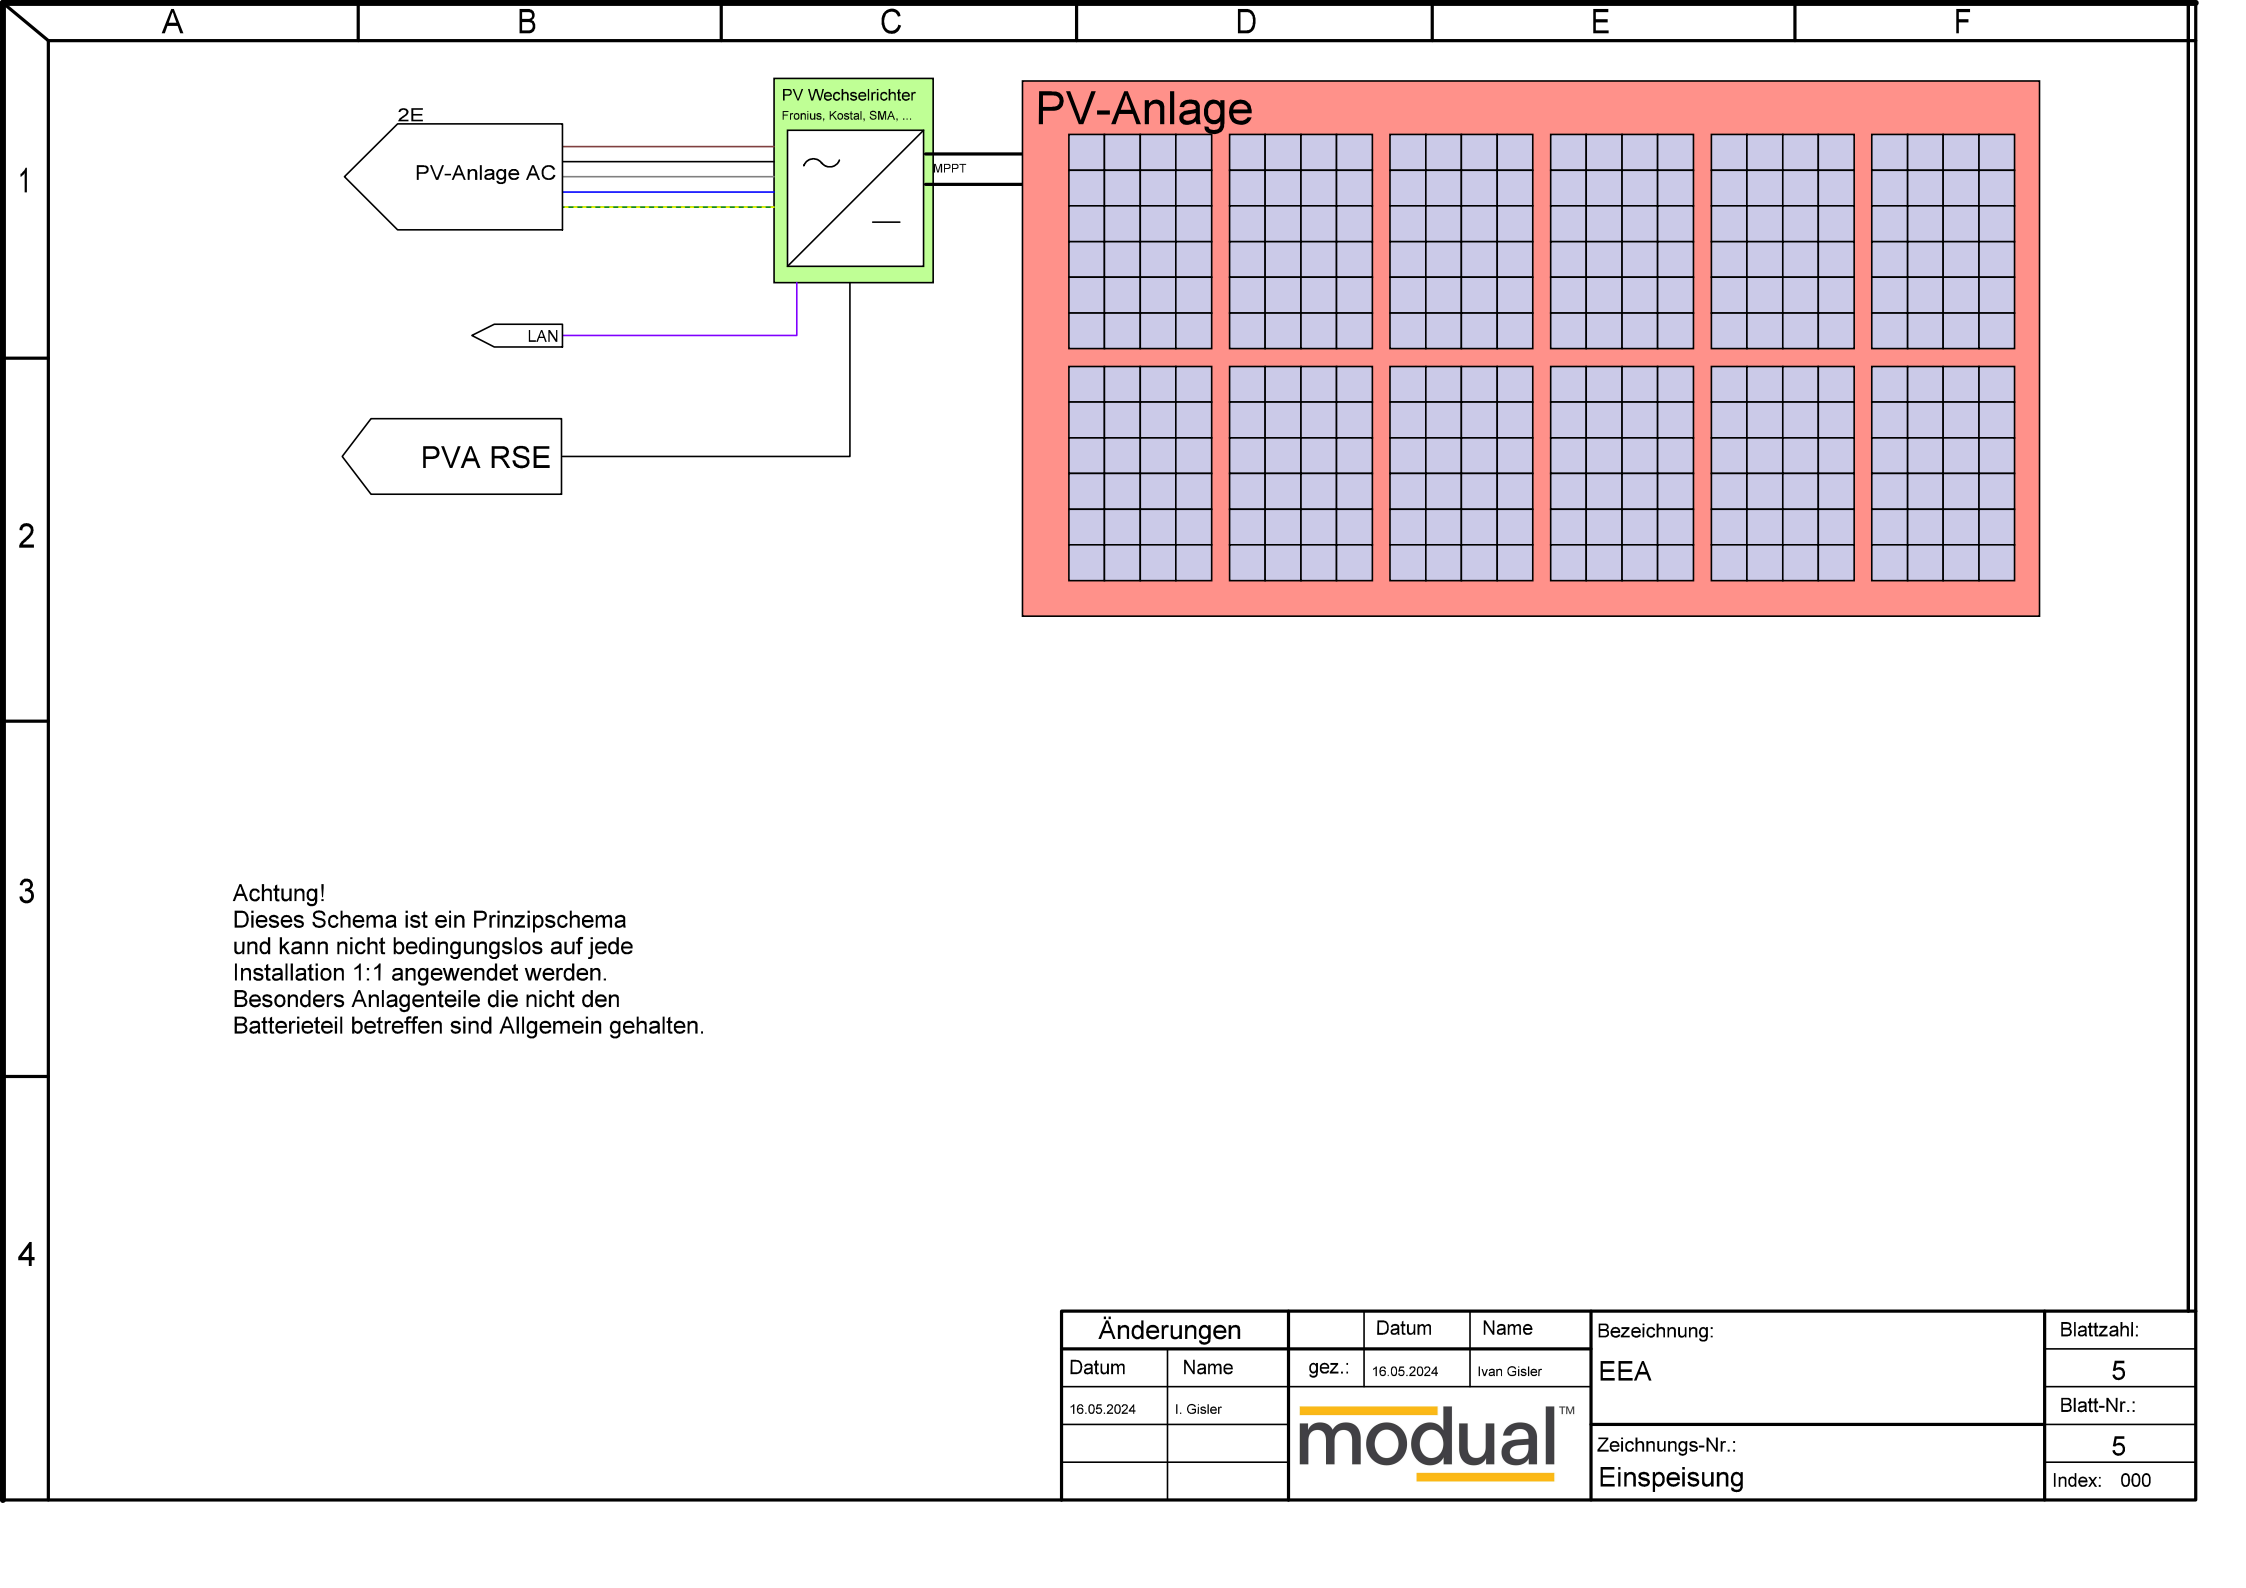 A B C D E F
1
2
3
4
2E
PV-Anlage AC
PV Wechselrichter
Fronius, Kostal, SMA, ...
MPPT
PV-Anlage
LAN
PVA RSE
Achtung!
Dieses Schema ist ein Prinzipschema
und kann nicht bedingungslos auf jede
Installation 1:1 angewendet werden.
Besonders Anlagenteile die nicht den
Batterieteil betreffen sind Allgemein gehalten.
Änderungen
Datum Name
16.05.2024 I. Gisler
Datum Name
gez.: 16.05.2024 Ivan Gisler
modual™
Bezeichnung:
EEA
Zeichnungs-Nr.:
Einspeisung
Blattzahl:
5
Blatt-Nr.:
5
Index: 000